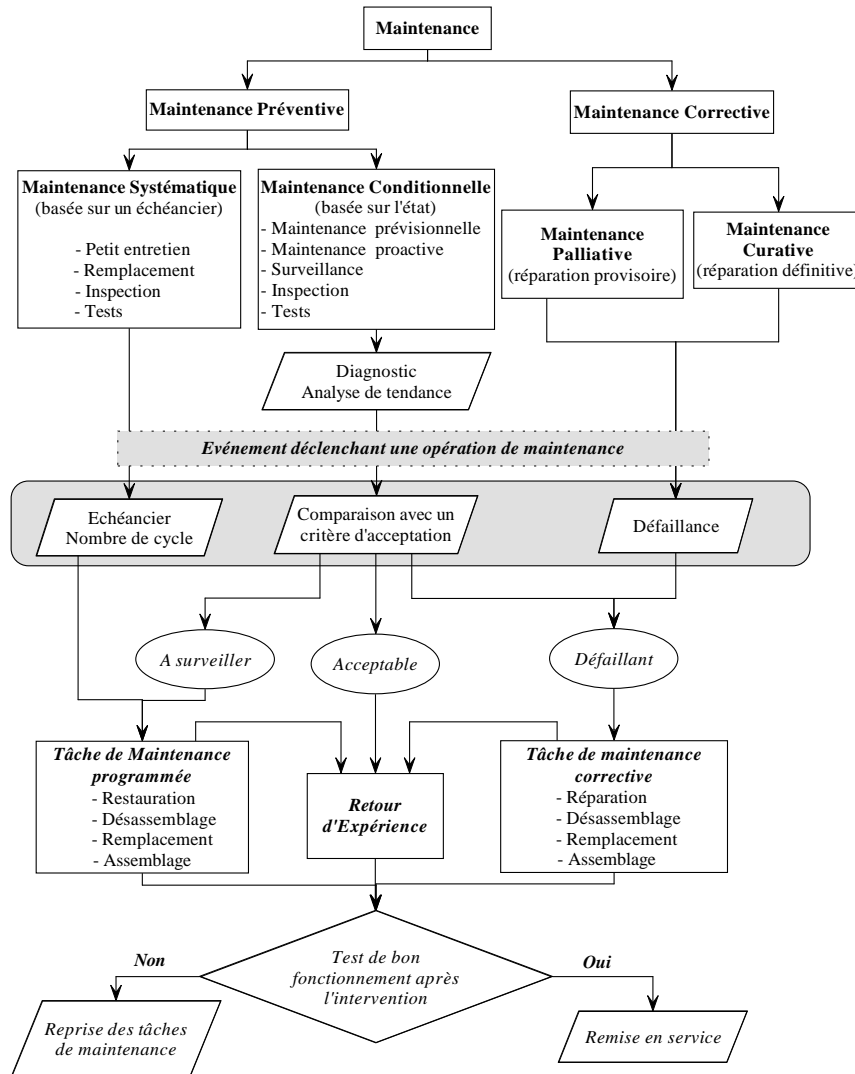 Maintenance
Maintenance Préventive
Maintenance Corrective
Maintenance Systématique
(basée sur un échéancier)
- Petit entretien
- Remplacement
- Inspection
- Tests
Maintenance Conditionnelle
(basée sur l'état)
- Maintenance prévisionnelle
- Maintenance proactive
- Surveillance
- Inspection
- Tests
Maintenance
Palliative
(réparation provisoire)
Maintenance
Curative
(réparation définitive)
Diagnostic
Analyse de tendance
Evénement déclenchant une opération de maintenance
Echéancier
Nombre de cycle
Comparaison avec un
critère d'acceptation
Défaillance
A surveiller
Acceptable
Défaillant
Tâche de Maintenance
programmée
- Restauration
- Désassemblage
- Remplacement
- Assemblage
Retour
d'Expérience
Tâche de maintenance
corrective
- Réparation
- Désassemblage
- Remplacement
- Assemblage
Non
Test de bon
fonctionnement après
l'intervention
Oui
Reprise des tâches
de maintenance
Remise en service